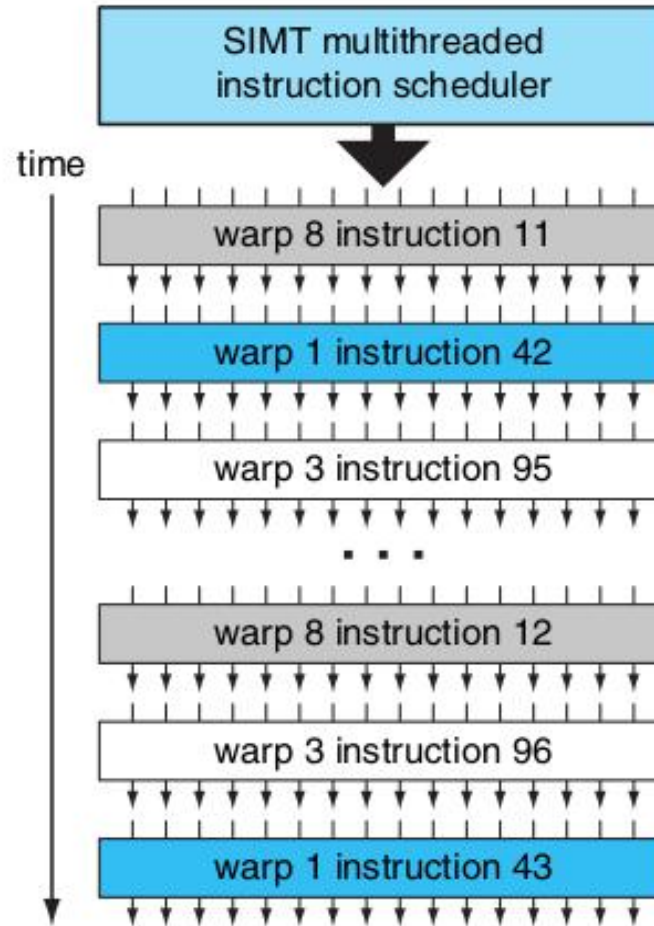 SIMT multithreaded
instruction scheduler
time
warp 8 instruction 11
warp 1 instruction 42
warp 3 instruction 95
. . .
warp 8 instruction 12
warp 3 instruction 96
warp 1 instruction 43